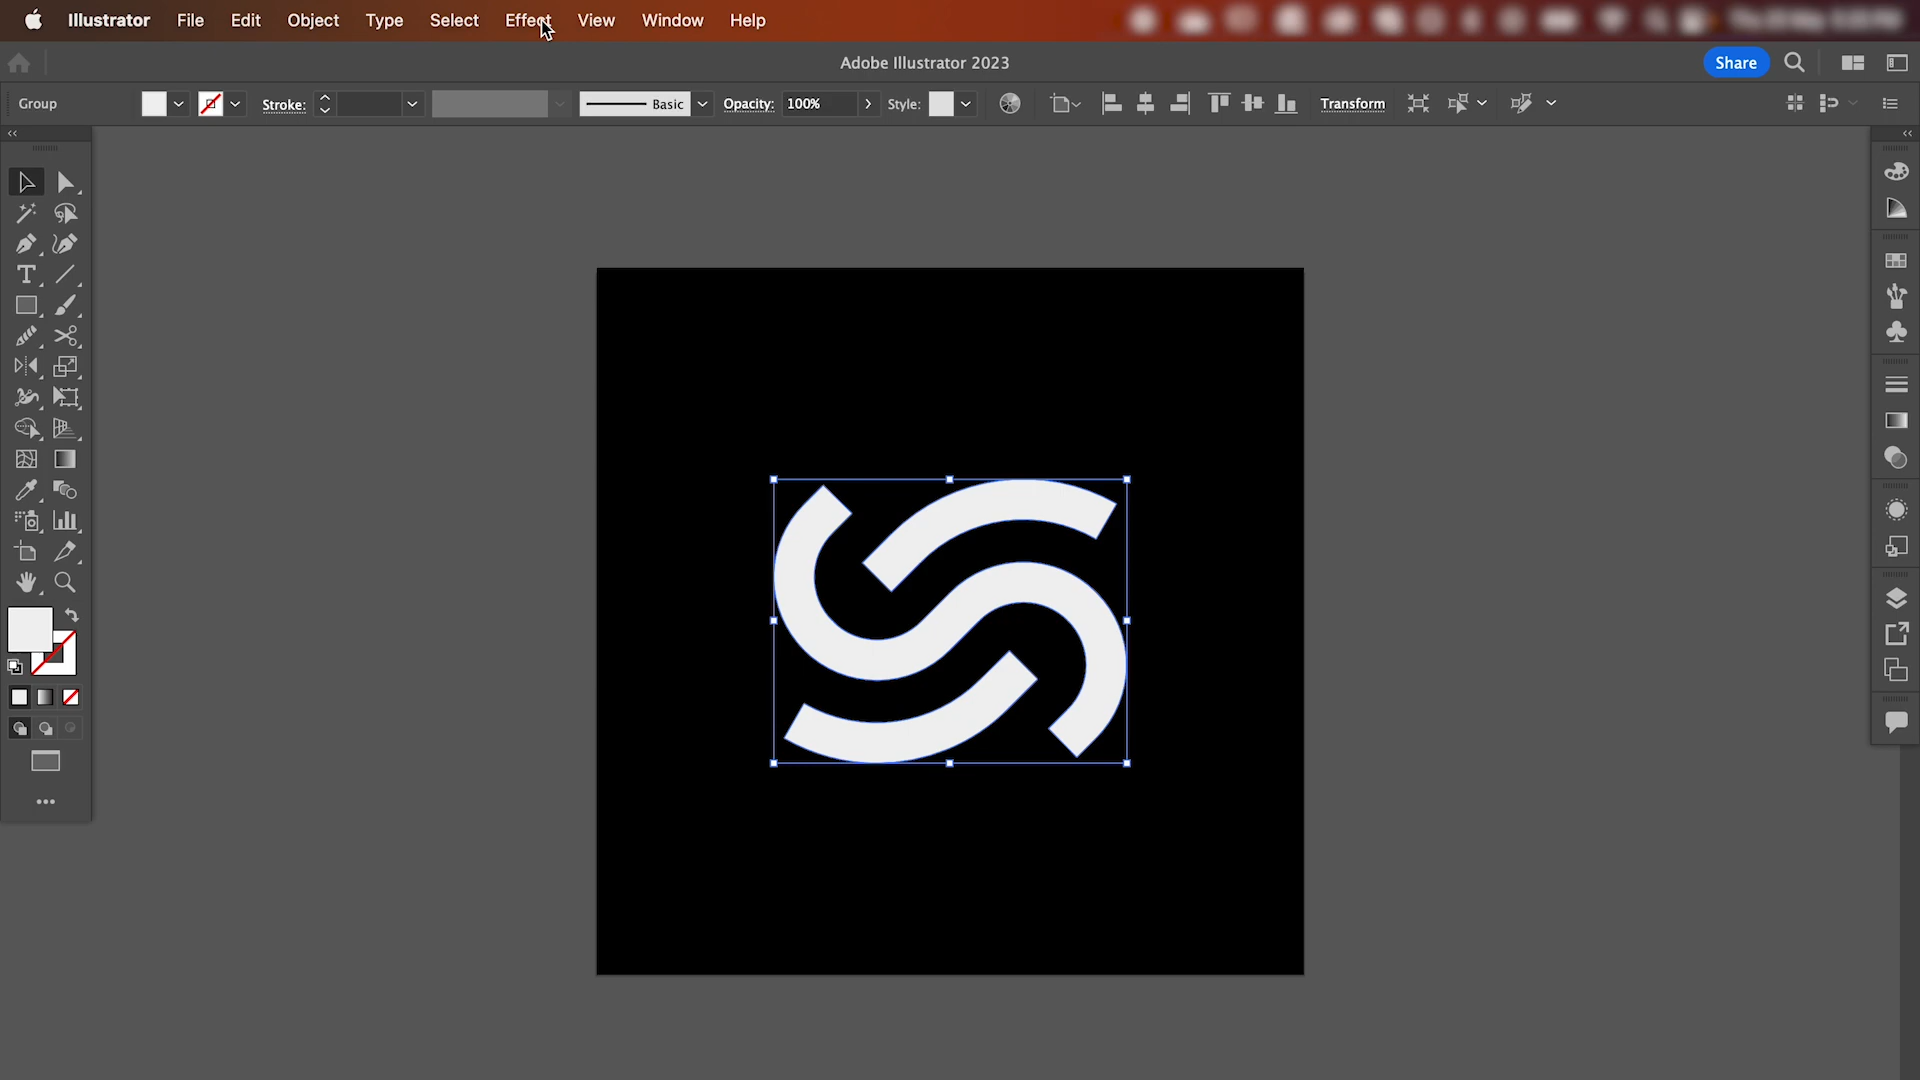 Illustrator File Edit Object Type Select Effect View Window Help
Adobe Illustrator 2023
Share
Group
Stroke:
Basic
Opacity: 100%
Style:
Transform